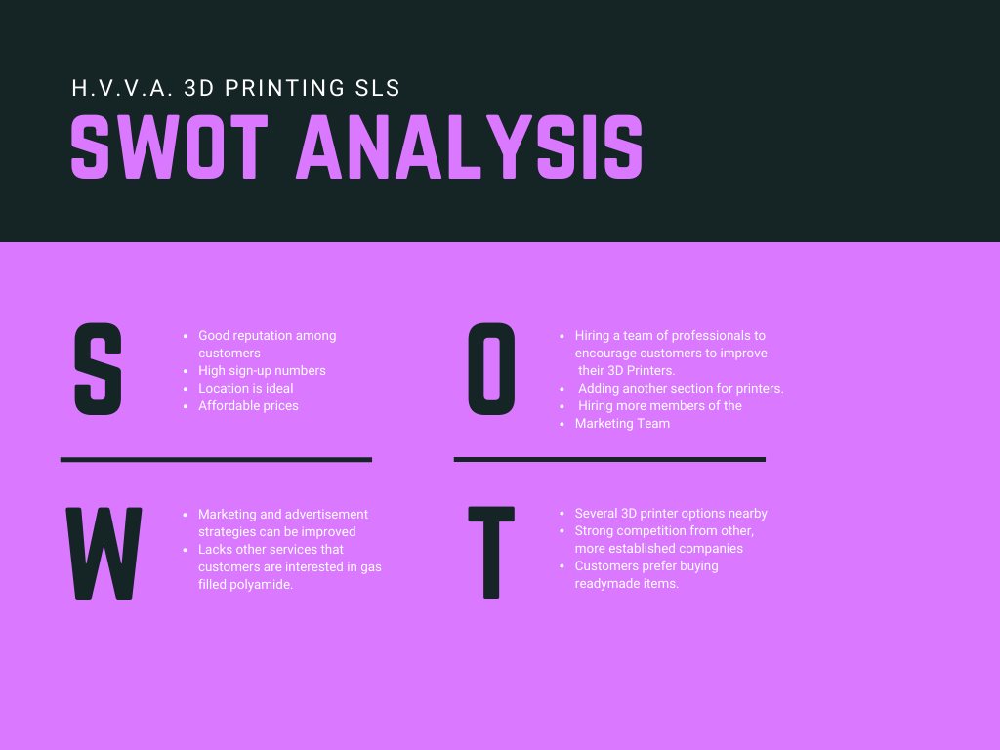 H.V.V.A. 3D PRINTING SLS
SWOT ANALYSIS
S
• Good reputation among
customers
• High sign-up numbers
• Location is ideal
• Affordable prices
O
• Hiring a team of professionals to
encourage customers to improve
their 3D Printers.
• Adding another section for printers.
• Hiring more members of the
• Marketing Team
W
• Marketing and advertisement
strategies can be improved
• Lacks other services that
customers are interested in gas
filled polyamide.
T
• Several 3D printer options nearby
• Strong competition from other,
more established companies
• Customers prefer buying
readymade items.